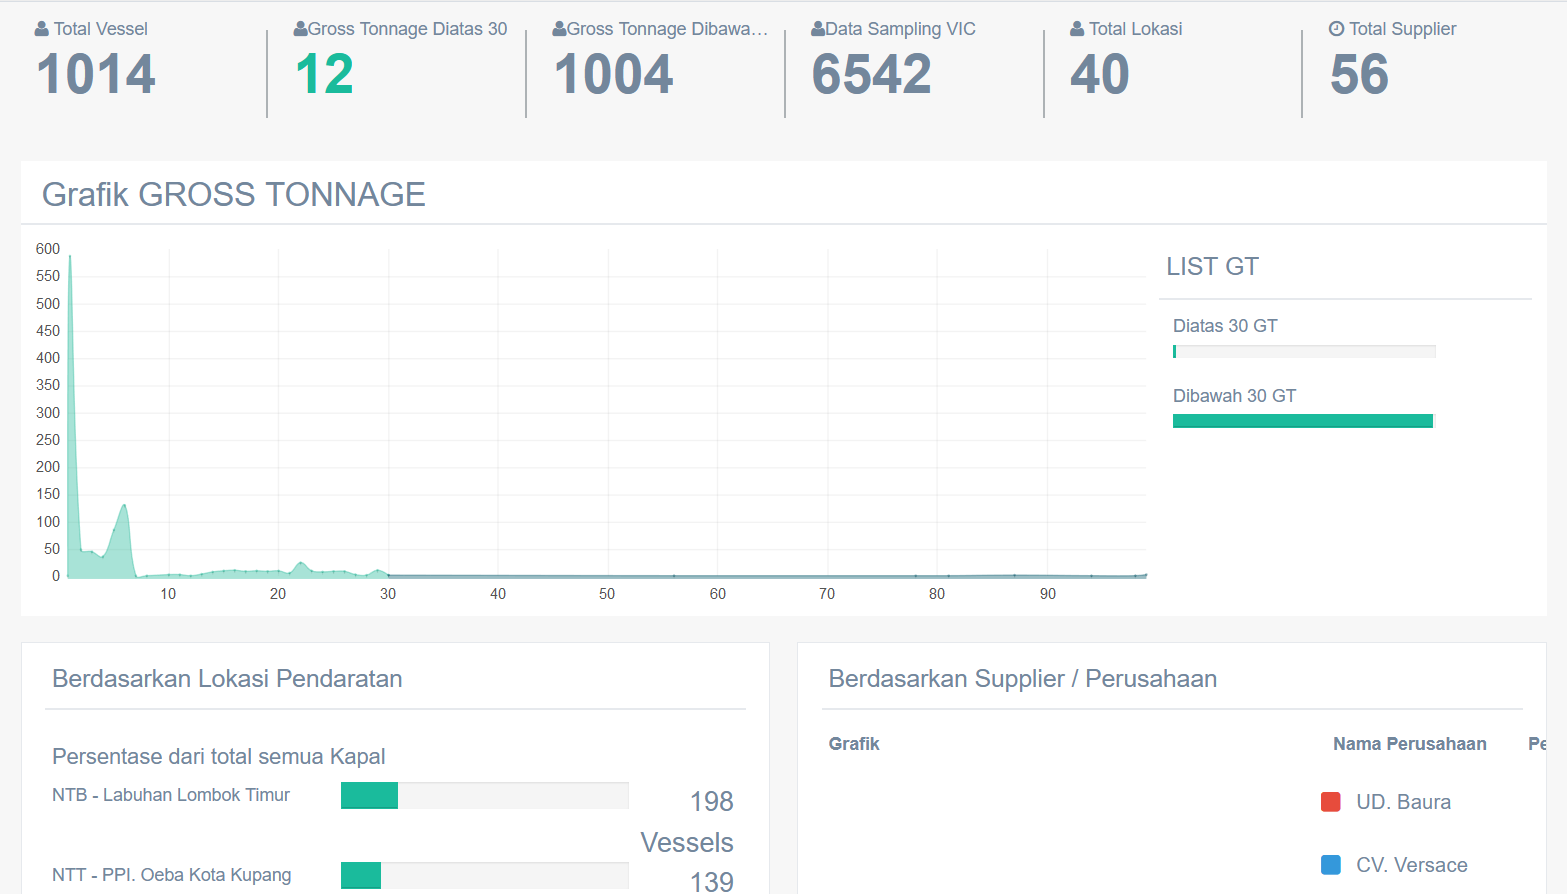 Total Vessel
1014
Gross Tonnage Diatas 30
12
Gross Tonnage Dibawa...
1004
Data Sampling VIC
6542
Total Lokasi
40
Total Supplier
56
Grafik GROSS TONNAGE
600
550
500
450
400
350
300
250
200
150
100
50
0
10 20 30 40 50 60 70 80 90
LIST GT
Diatas 30 GT
Dibawah 30 GT
Berdasarkan Lokasi Pendaratan
Persentase dari total semua Kapal
NTB - Labuhan Lombok Timur
198
Vessels
NTT - PPI. Oeba Kota Kupang
139
Berdasarkan Supplier / Perusahaan
Grafik Nama Perusahaan Pe
UD. Baura
CV. Versace